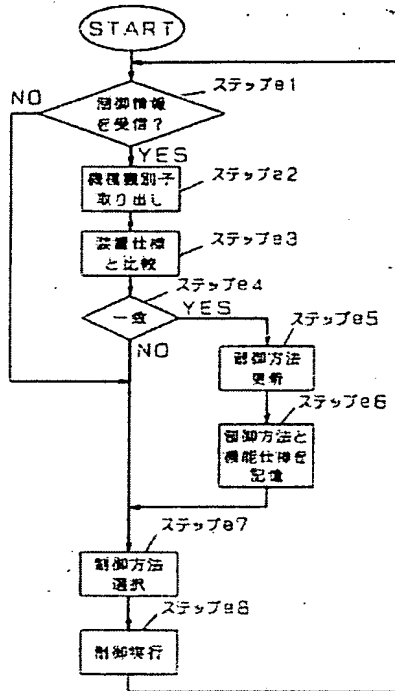 START
ステップe1
NO
制御情報
を受信?
YES
ステップe2
機種識別子
取り出し
ステップe3
装置仕様
と比較
ステップe4
一致
YES
ステップe5
NO
制御方法
更新
ステップe6
制御方法と
機能仕様を
記憶
ステップe7
制御方法
選択
ステップe8
制御実行